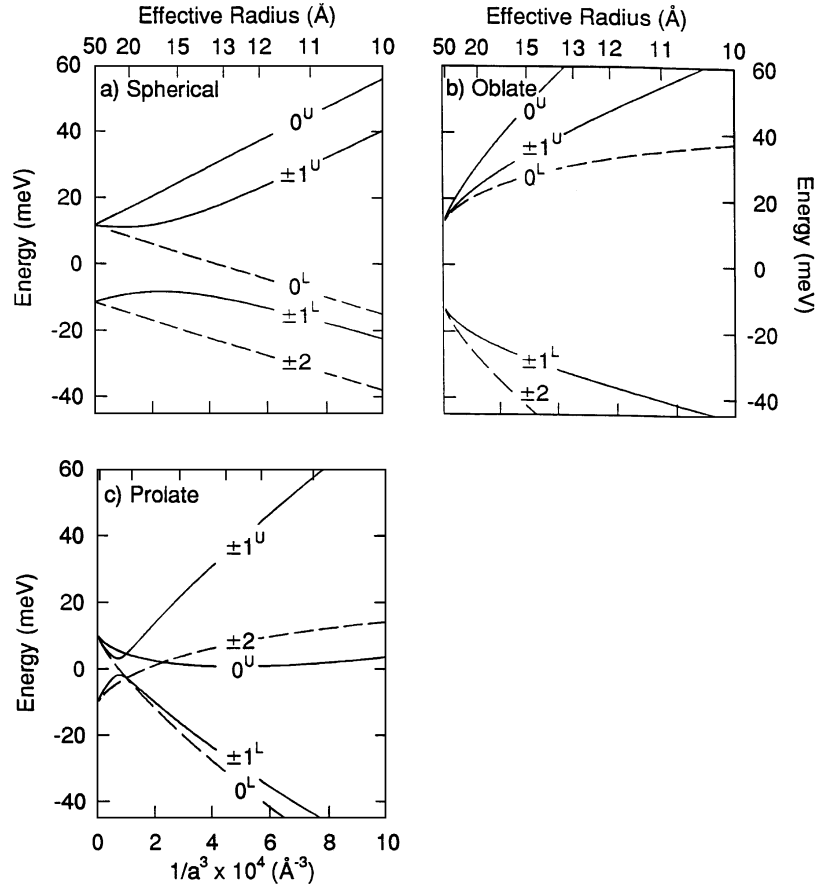 Effective Radius (Å)
50 20 15 13 12 11 10
60
40
20
0
-20
-40
Energy (meV)
a) Spherical
0^U
±1^U
0^L
±1^L
±2
Effective Radius (Å)
50 20 15 13 12 11 10
b) Oblate
0^U
±1^U
0^L
±1^L
±2
60
40
20
0
-20
-40
Energy (meV)
60
40
20
0
-20
-40
Energy (meV)
c) Prolate
±1^U
±2
0^U
±1^L
0^L
0 2 4 6 8 10
1/a³ x 10⁴ (Å⁻³)